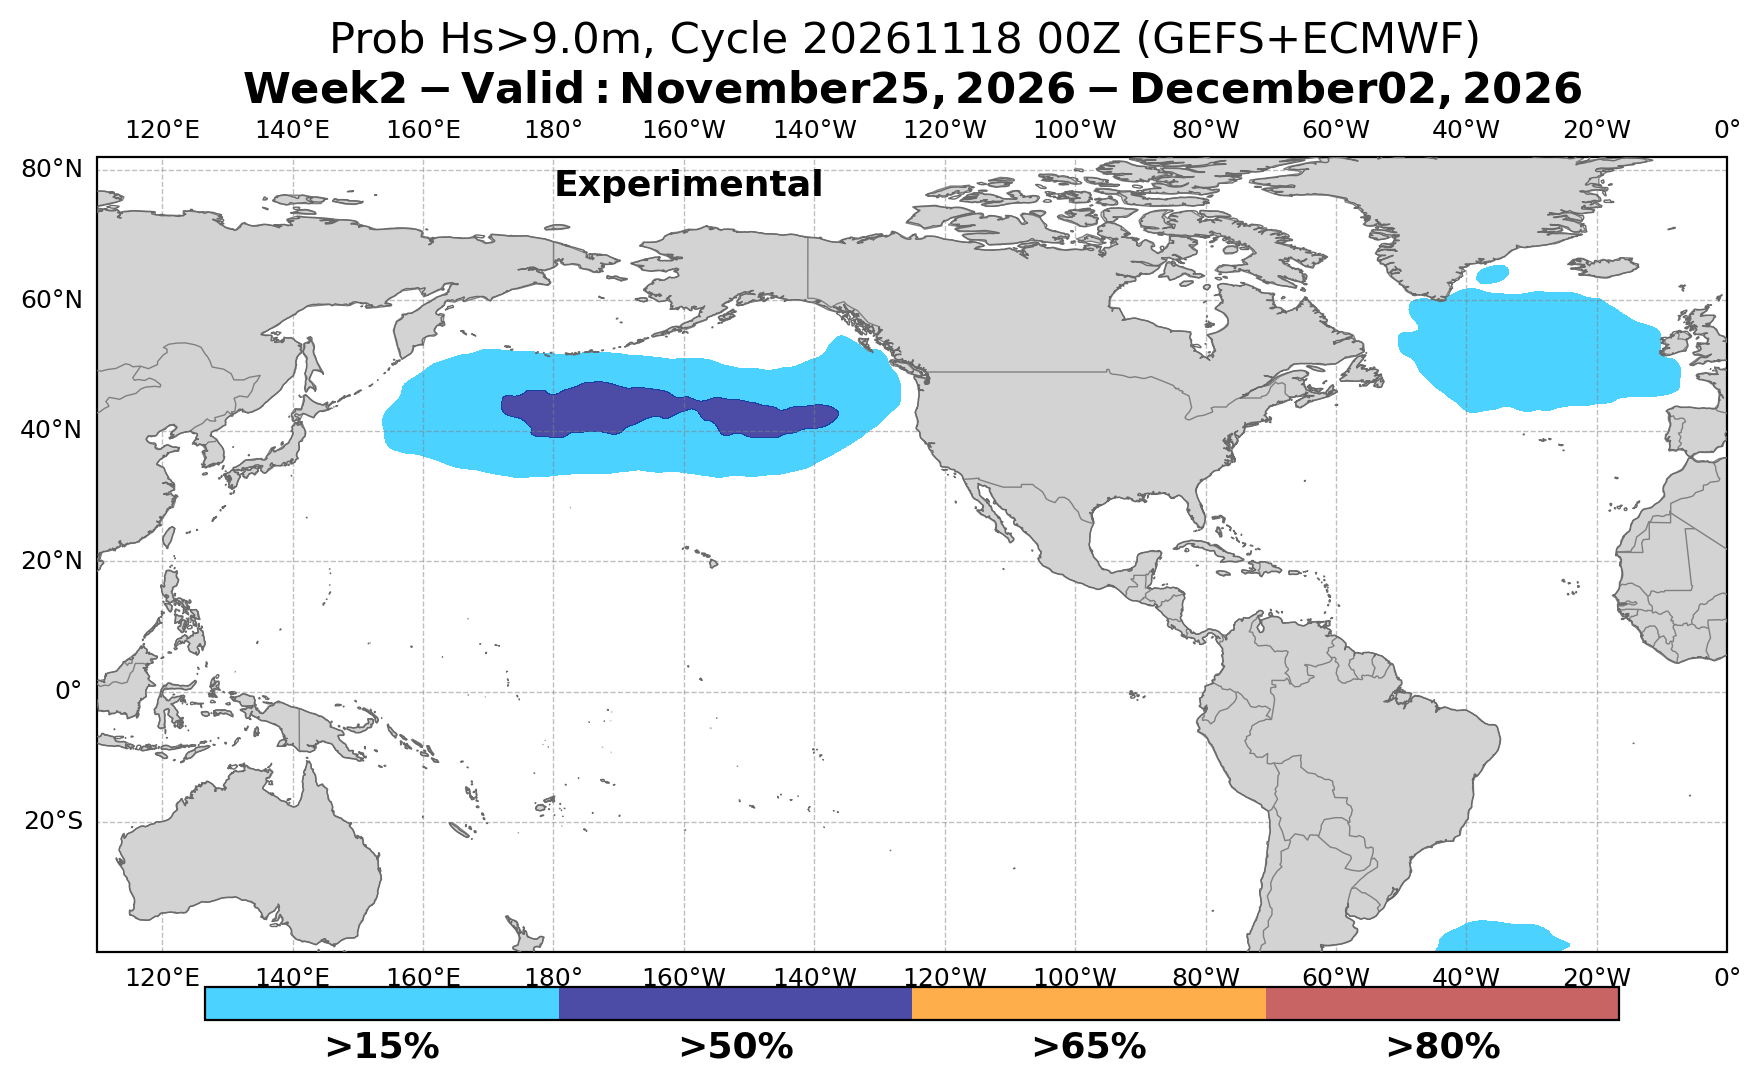 Prob Hs>9.0m, Cycle 20261118 00Z (GEFS+ECMWF)
Week2 − Valid : November25, 2026 − December02, 2026
120°E 140°E 160°E 180° 160°W 140°W 120°W 100°W 80°W 60°W 40°W 20°W 0°
80°N
Experimental
60°N
40°N
20°N
0°
20°S
120°E 140°E 160°E 180° 160°W 140°W 120°W 100°W 80°W 60°W 40°W 20°W 0°
>15% >50% >65% >80%